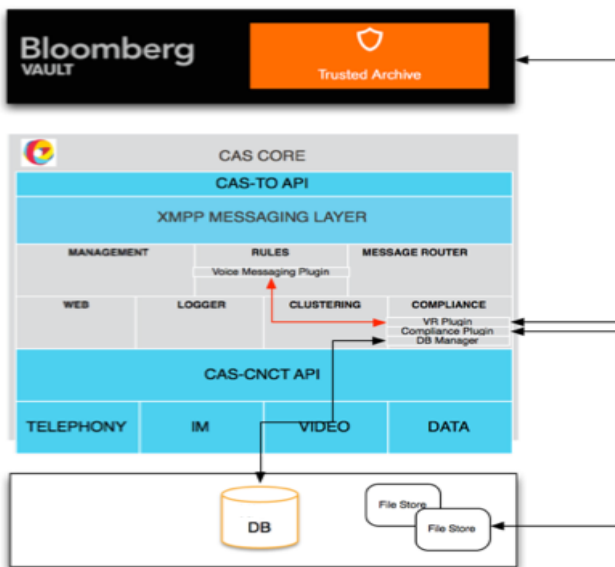 Bloomberg
VAULT
Trusted Archive
CAS CORE
CAS-TO API
XMPP MESSAGING LAYER
MANAGEMENT
RULES
MESSAGE ROUTER
Voice Messaging Plugin
WEB
LOGGER
CLUSTERING
COMPLIANCE
VR Plugin
Compliance Plugin
DB Manager
CAS-CNCT API
TELEPHONY
IM
VIDEO
DATA
DB
File Store
File Store